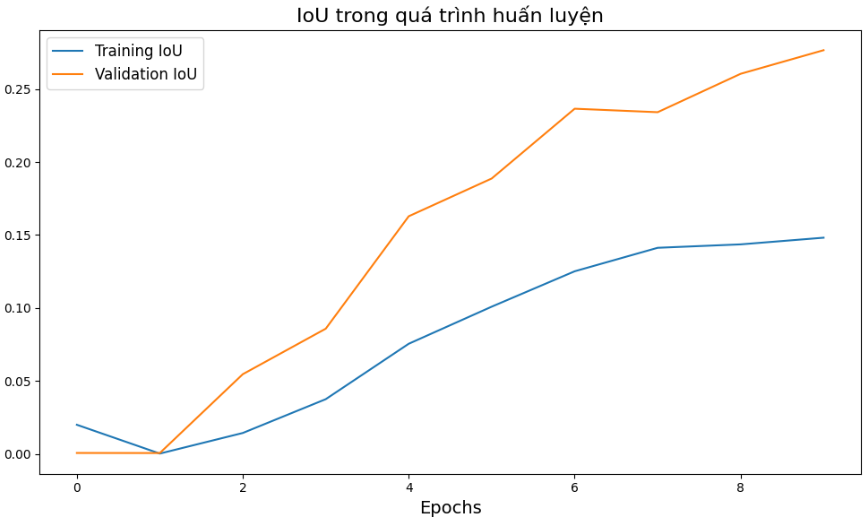 IoU trong quá trình huấn luyện
Training IoU
Validation IoU
0.25
0.20
0.15
0.10
0.05
0.00
0 2 4 6 8
Epochs